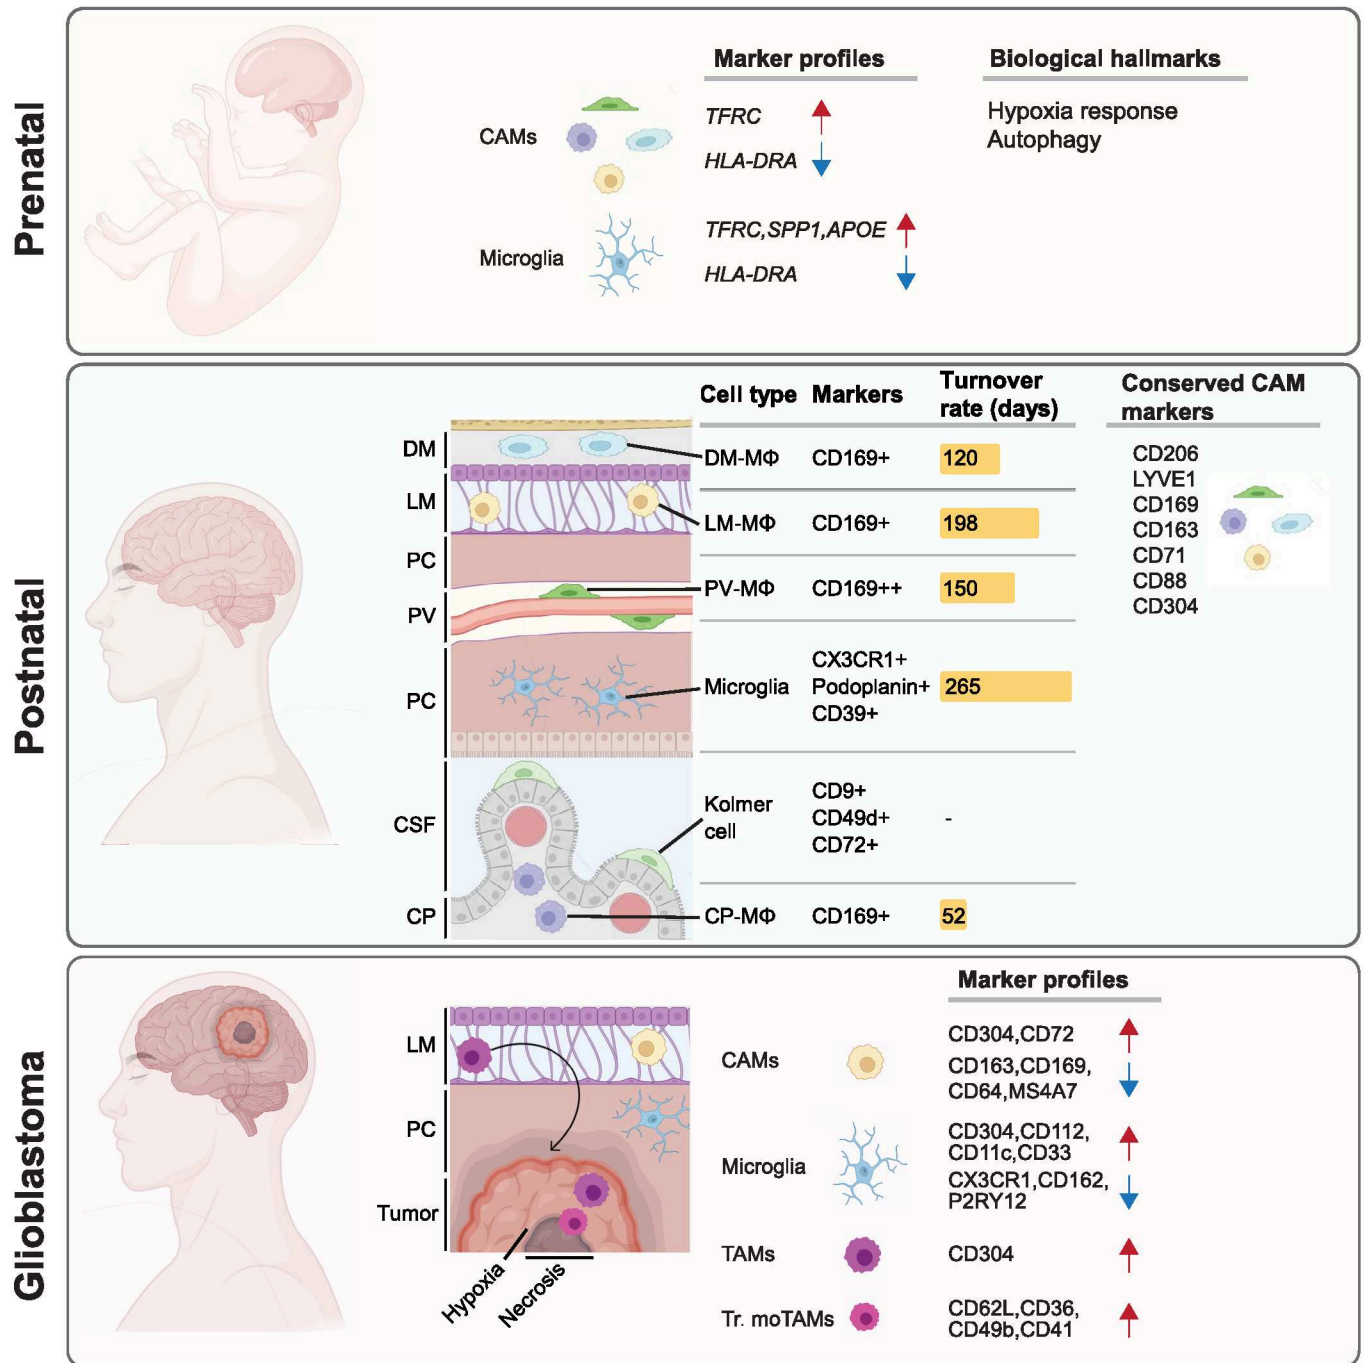 Prenatal
Marker profiles
Biological hallmarks
CAMs
TFRC
HLA-DRA
Hypoxia response
Autophagy
Microglia
TFRC,SPP1,APOE
HLA-DRA
Postnatal
Cell type
Markers
Turnover
rate (days)
Conserved CAM
markers
DM
DM-MΦ
CD169+
120
LM
LM-MΦ
CD169+
198
PC
PV
PV-MΦ
CD169++
150
PC
Microglia
CX3CR1+
Podoplanin+
CD39+
265
CSF
Kolmer
cell
CD9+
CD49d+
CD72+
-
CP
CP-MΦ
CD169+
52
CD206
LYVE1
CD169
CD163
CD71
CD88
CD304
Glioblastoma
LM
PC
Tumor
Hypoxia
Necrosis
Marker profiles
CAMs
CD304,CD72
CD163,CD169,
CD64,MS4A7
Microglia
CD304,CD112,
CD11c,CD33
CX3CR1,CD162,
P2RY12
TAMs
CD304
Tr. moTAMs
CD62L,CD36,
CD49b,CD41